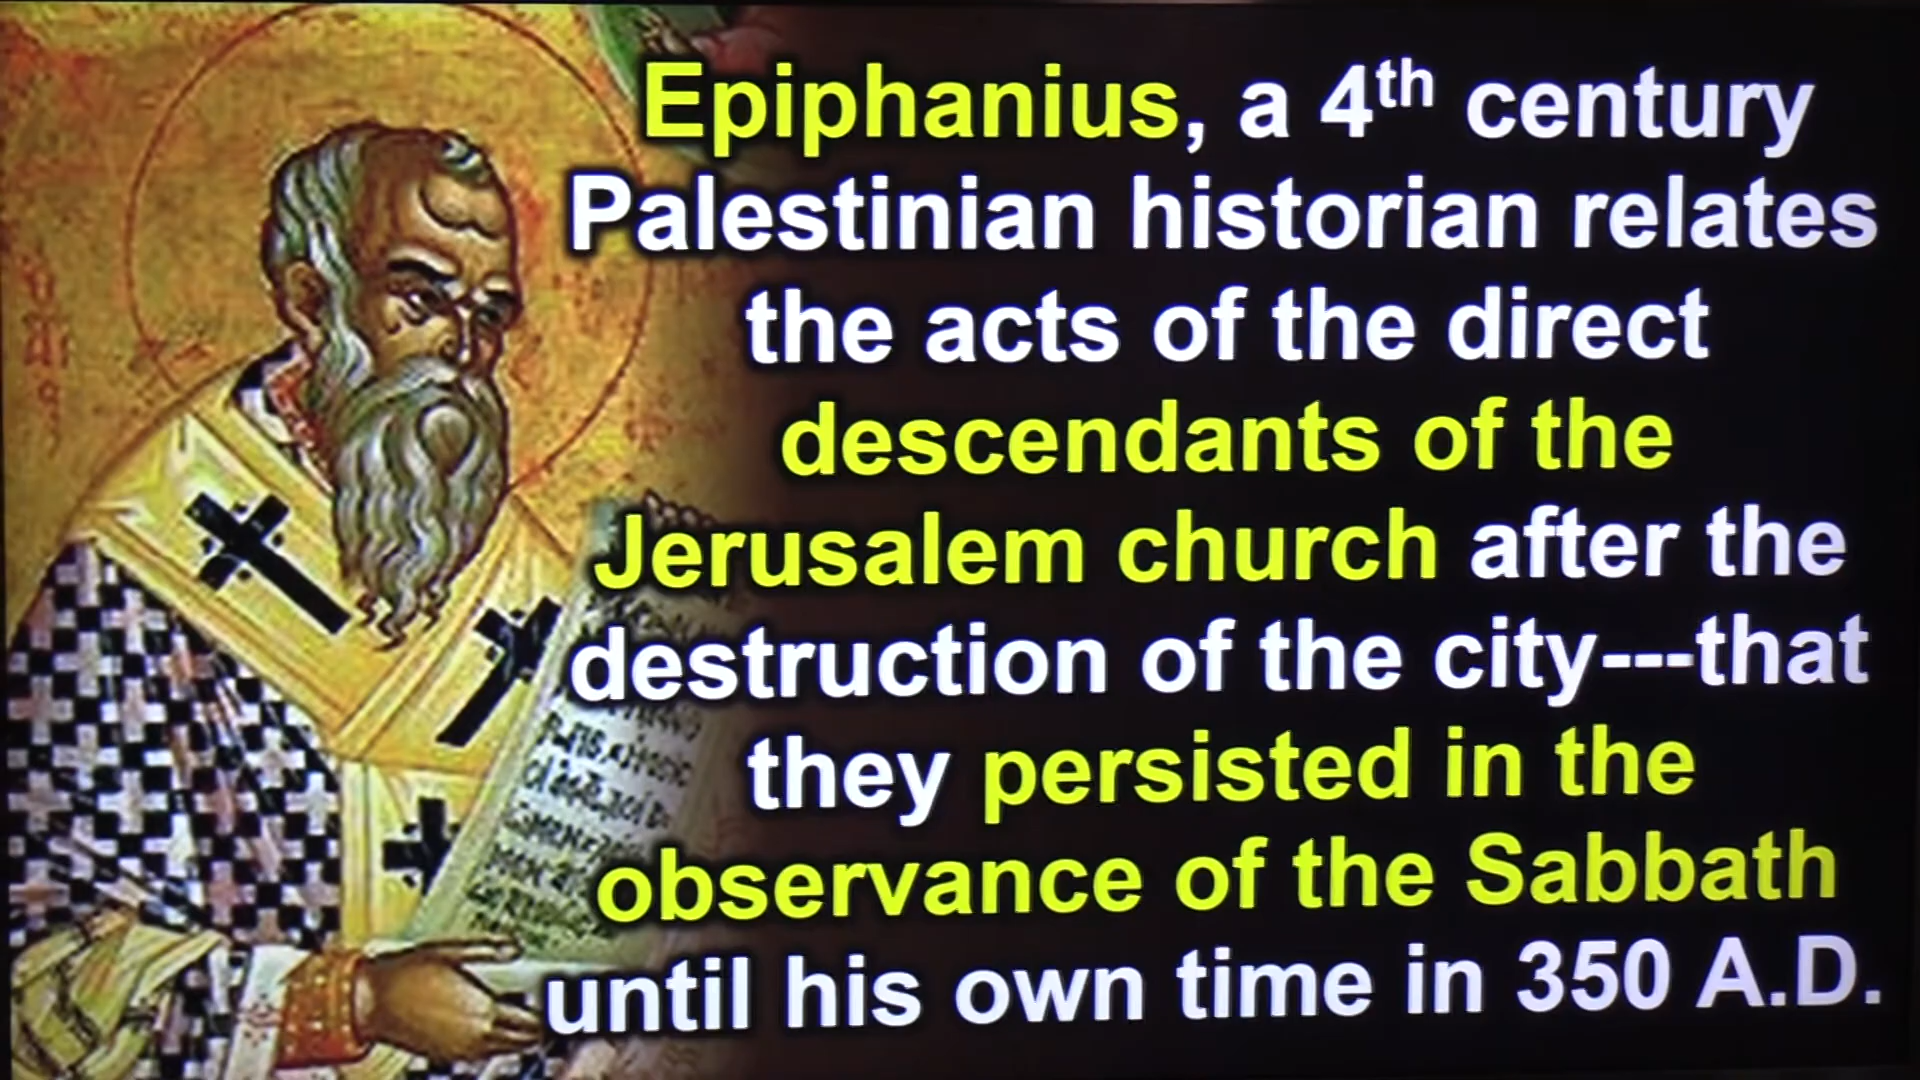 Epiphanius, a 4th century
Palestinian historian relates
the acts of the direct
descendants of the
Jerusalem church after the
destruction of the city---that
they persisted in the
observance of the Sabbath
until his own time in 350 A.D.